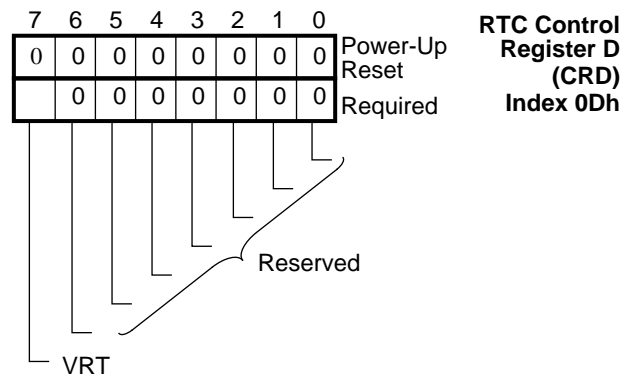 7 6 5 4 3 2 1 0
0 0 0 0 0 0 0 0 Power-Up Reset
0 0 0 0 0 0 0 Required
RTC Control
Register D
(CRD)
Index 0Dh
Reserved
VRT